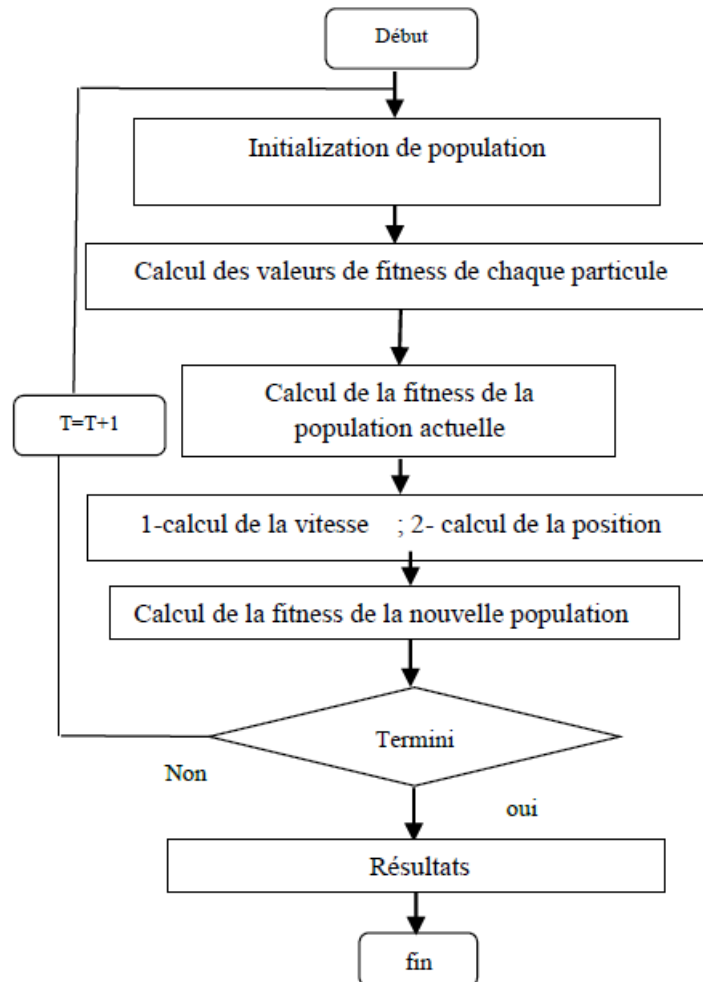 Début
Initialization de population
Calcul des valeurs de fitness de chaque particule
Calcul de la fitness de la
population actuelle
T=T+1
1-calcul de la vitesse ; 2- calcul de la position
Calcul de la fitness de la nouvelle population
Termini
Non
oui
Résultats
fin